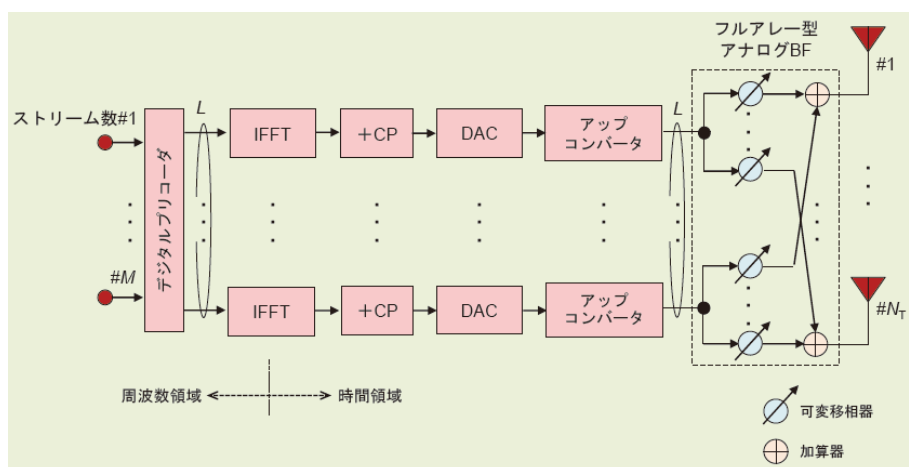 フルアレー型
アナログBF
#1
ストリーム数#1
L
IFFT
+CP
DAC
アップ
コンバータ
L
デジタルプリコーダ
#M
IFFT
+CP
DAC
アップ
コンバータ
#NT
周波数領域
時間領域
可変移相器
加算器